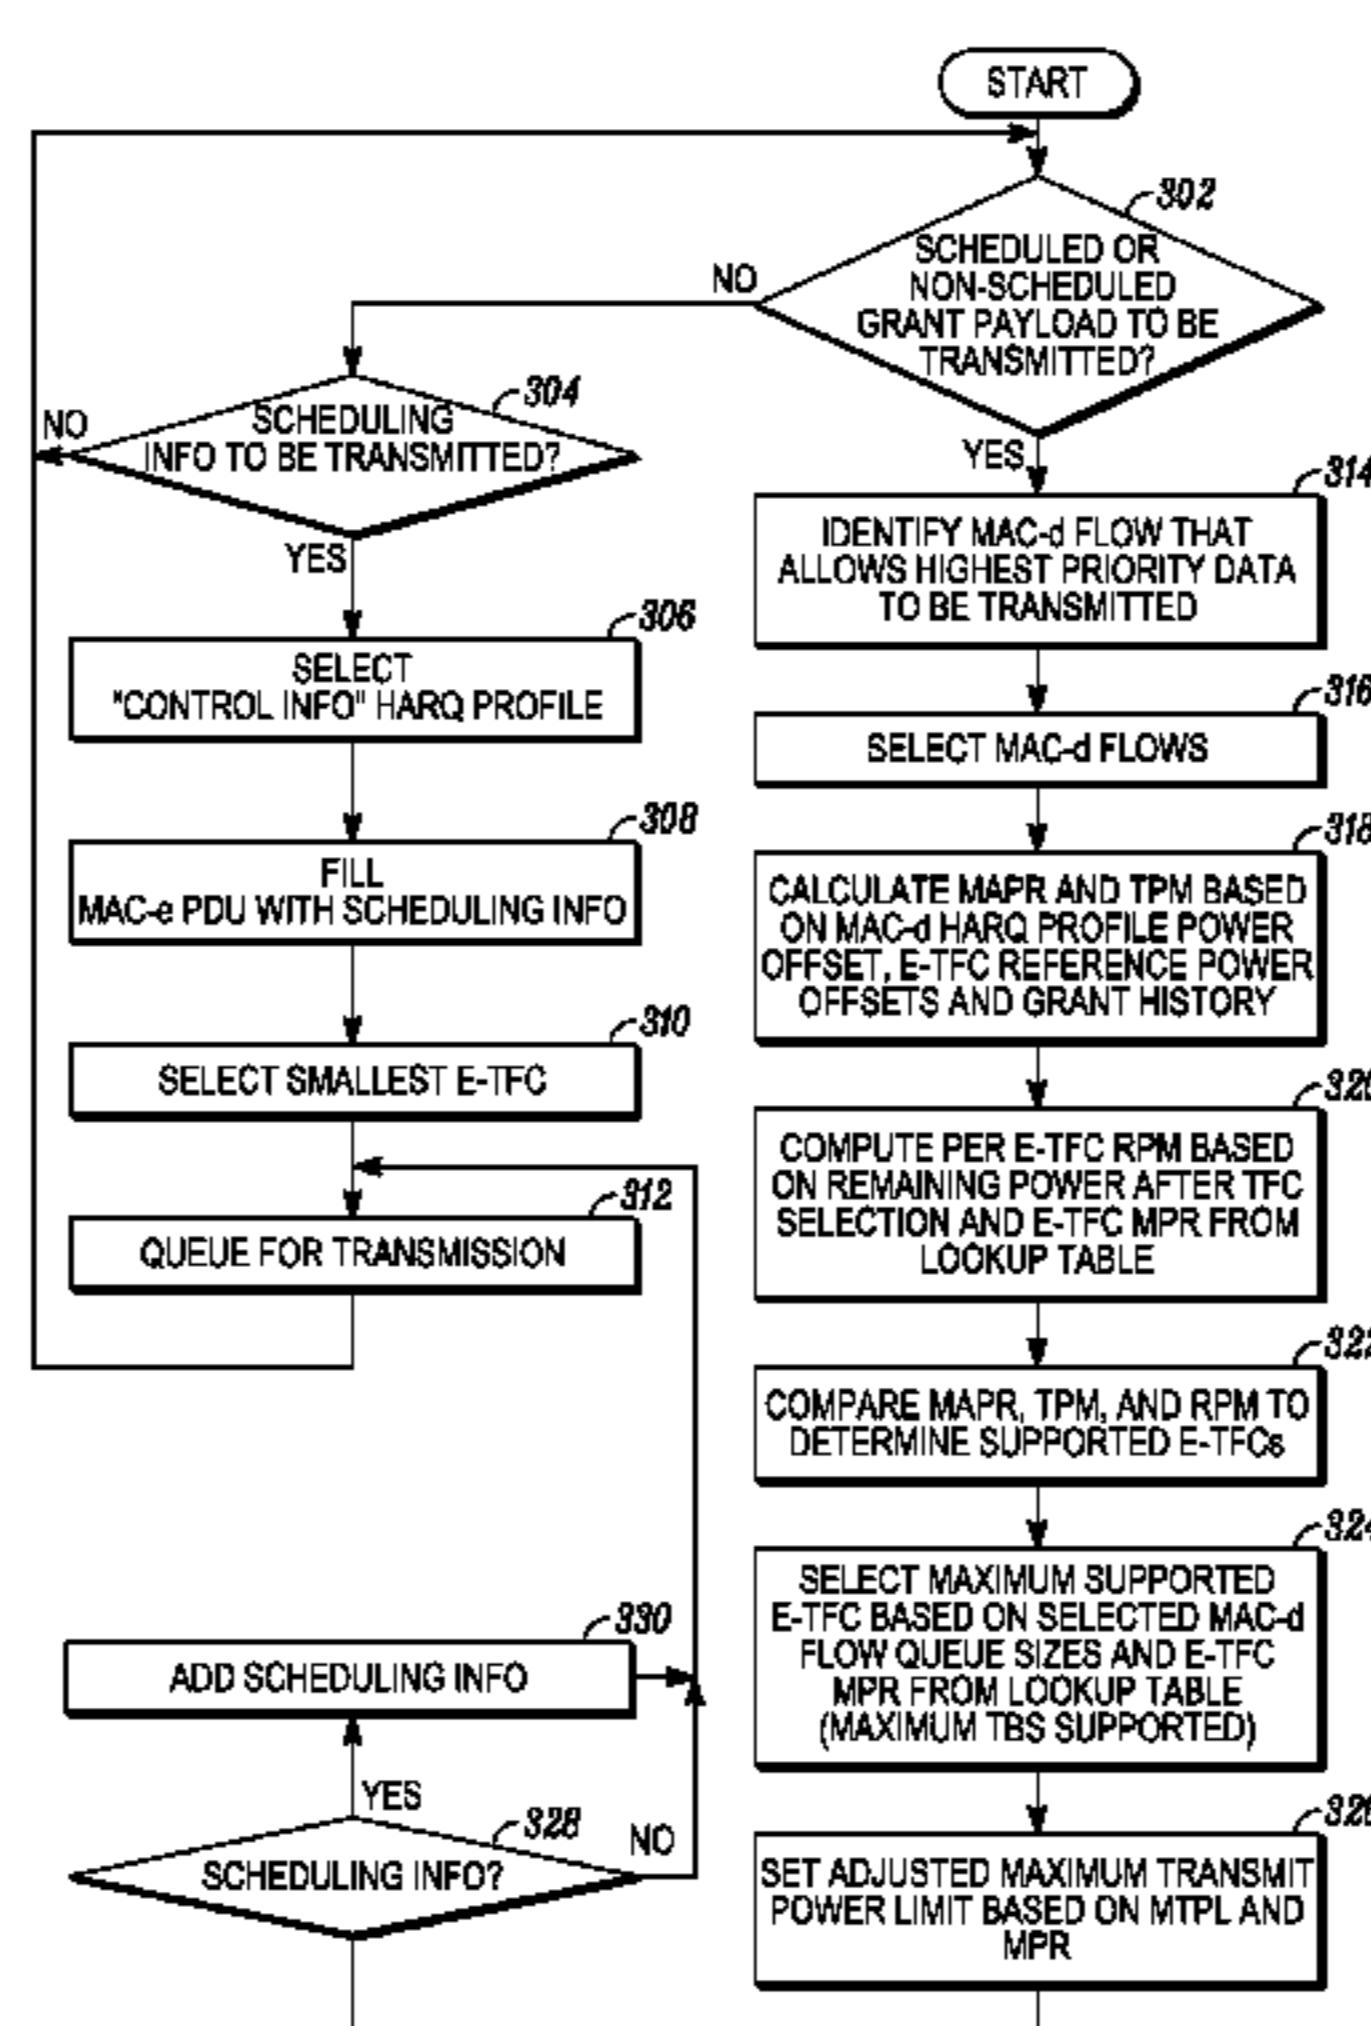 START
302
SCHEDULED OR
NON-SCHEDULED
GRANT PAYLOAD TO BE
TRANSMITTED?
NO
YES
304
SCHEDULING
INFO TO BE TRANSMITTED?
NO
YES
306
SELECT
"CONTROL INFO" HARQ PROFILE
308
FILL
MAC-e PDU WITH SCHEDULING INFO
310
SELECT SMALLEST E-TFC
312
QUEUE FOR TRANSMISSION
330
ADD SCHEDULING INFO
YES
328
NO
SCHEDULING INFO?
314
IDENTIFY MAC-d FLOW THAT
ALLOWS HIGHEST PRIORITY DATA
TO BE TRANSMITTED
316
SELECT MAC-d FLOWS
318
CALCULATE MAPR AND TPM BASED
ON MAC-d HARQ PROFILE POWER
OFFSET, E-TFC REFERENCE POWER
OFFSETS AND GRANT HISTORY
320
COMPUTE PER E-TFC RPM BASED
ON REMAINING POWER AFTER TFC
SELECTION AND E-TFC MPR FROM
LOOKUP TABLE
322
COMPARE MAPR, TPM, AND RPM TO
DETERMINE SUPPORTED E-TFCs
324
SELECT MAXIMUM SUPPORTED
E-TFC BASED ON SELECTED MAC-d
FLOW QUEUE SIZES AND E-TFC
MPR FROM LOOKUP TABLE
(MAXIMUM TBS SUPPORTED)
326
SET ADJUSTED MAXIMUM TRANSMIT
POWER LIMIT BASED ON MTPL AND
MPR